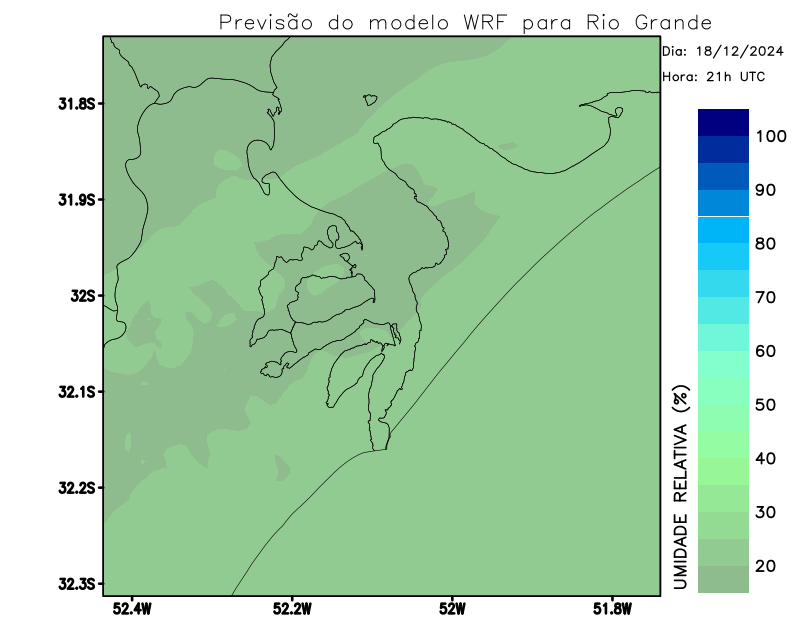 Previsão do modelo WRF para Rio Grande
Dia: 18/12/2024
Hora: 21h UTC
31.8S
31.9S
32S
32.1S
32.2S
32.3S
52.4W
52.2W
52W
51.8W
100
90
80
70
60
50
40
30
20
UMIDADE RELATIVA (%)